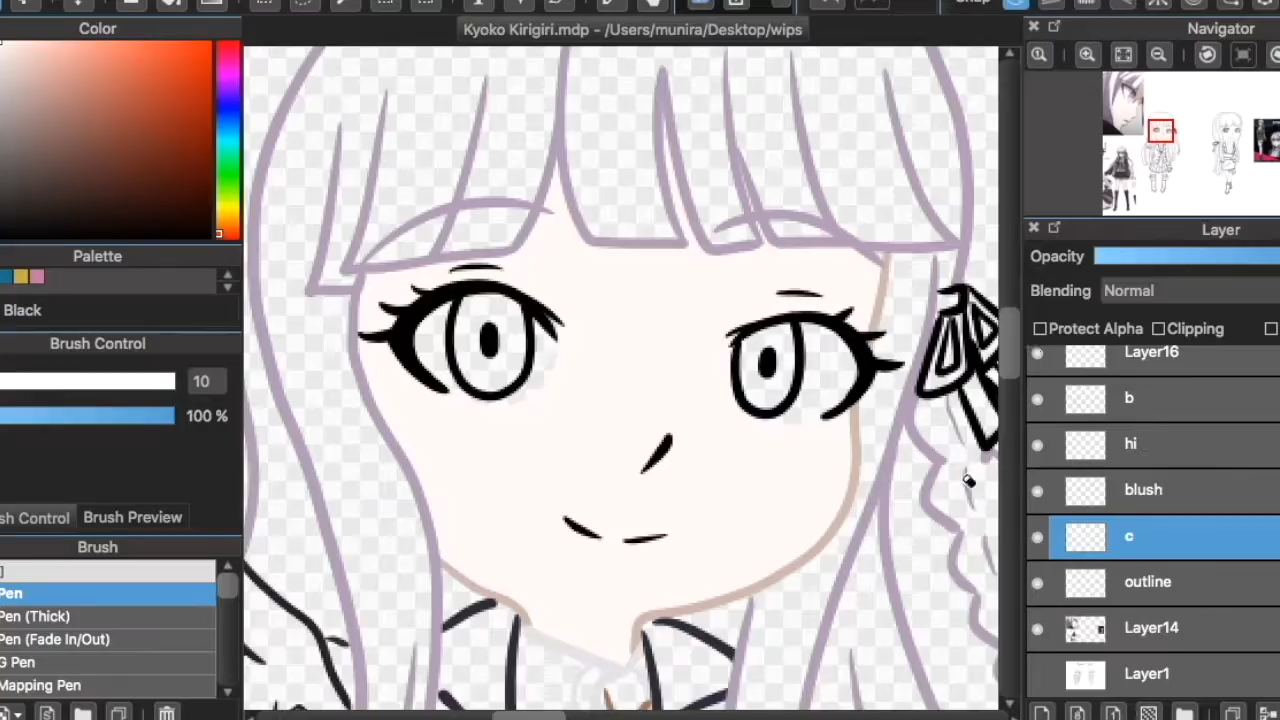 Snap
Color
Kyoko Kirigiri.mdp - /Users/munira/Desktop/wips
Navigator
Palette
Black
Brush Control
10
100 %
sh Control
Brush Preview
Brush
Pen
Pen (Thick)
Pen (Fade In/Out)
G Pen
Mapping Pen
Layer
Opacity
Blending
Normal
Protect Alpha
Clipping
Layer16
b
hi
blush
c
outline
Layer14
Layer1